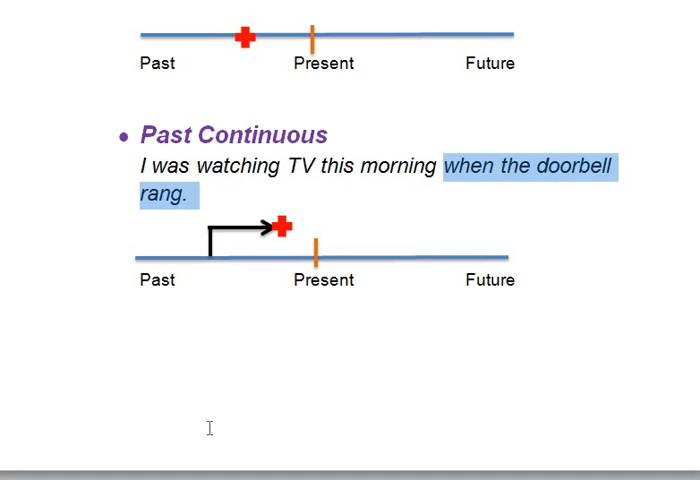 Past Present Future
• Past Continuous
I was watching TV this morning when the doorbell
rang.
Past Present Future